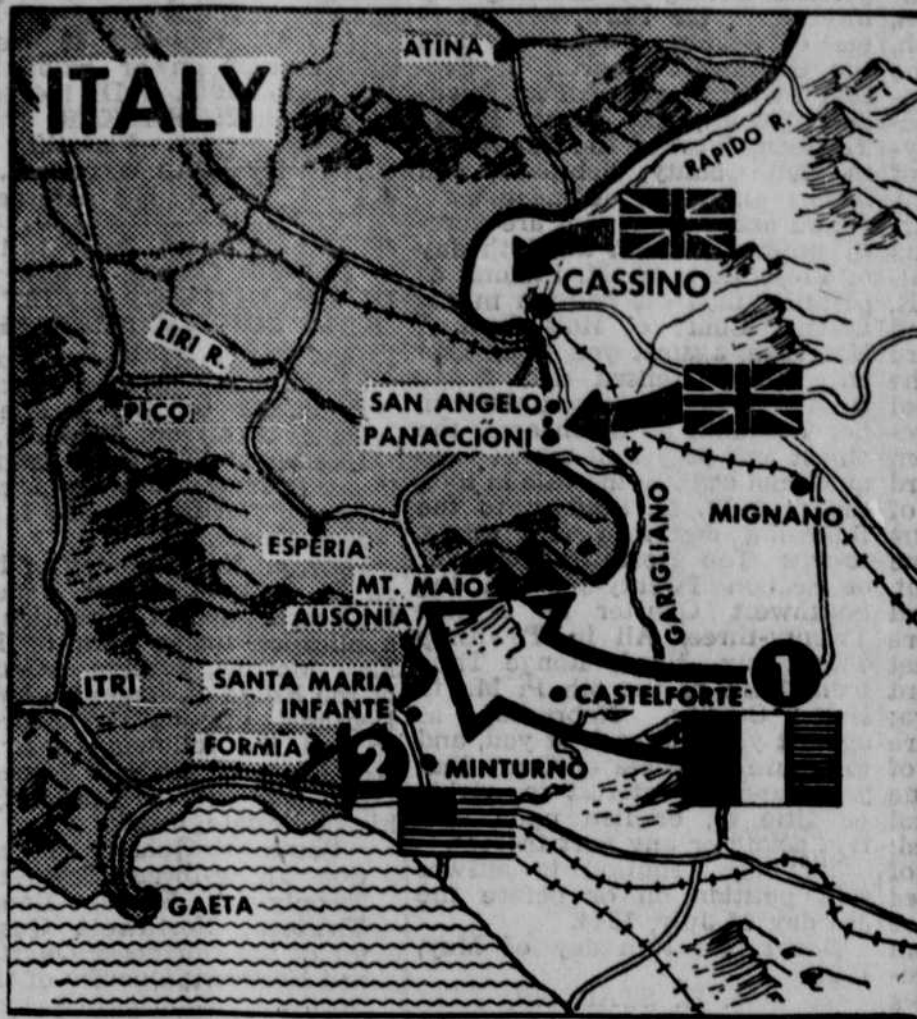 ITALY
ATINA
RAPIDO R.
CASSINO
LIRI R.
PICO
SAN ANGELO
PANACCIONI
R.
MIGNANO
ESPERIA
GARIGLIANO
MT. MAIO
AUSONIA
1
CASTELFORTE
ITRI
SANTA MARIA
INFANTE
FORMIA
2
MINTURNO
GAETA